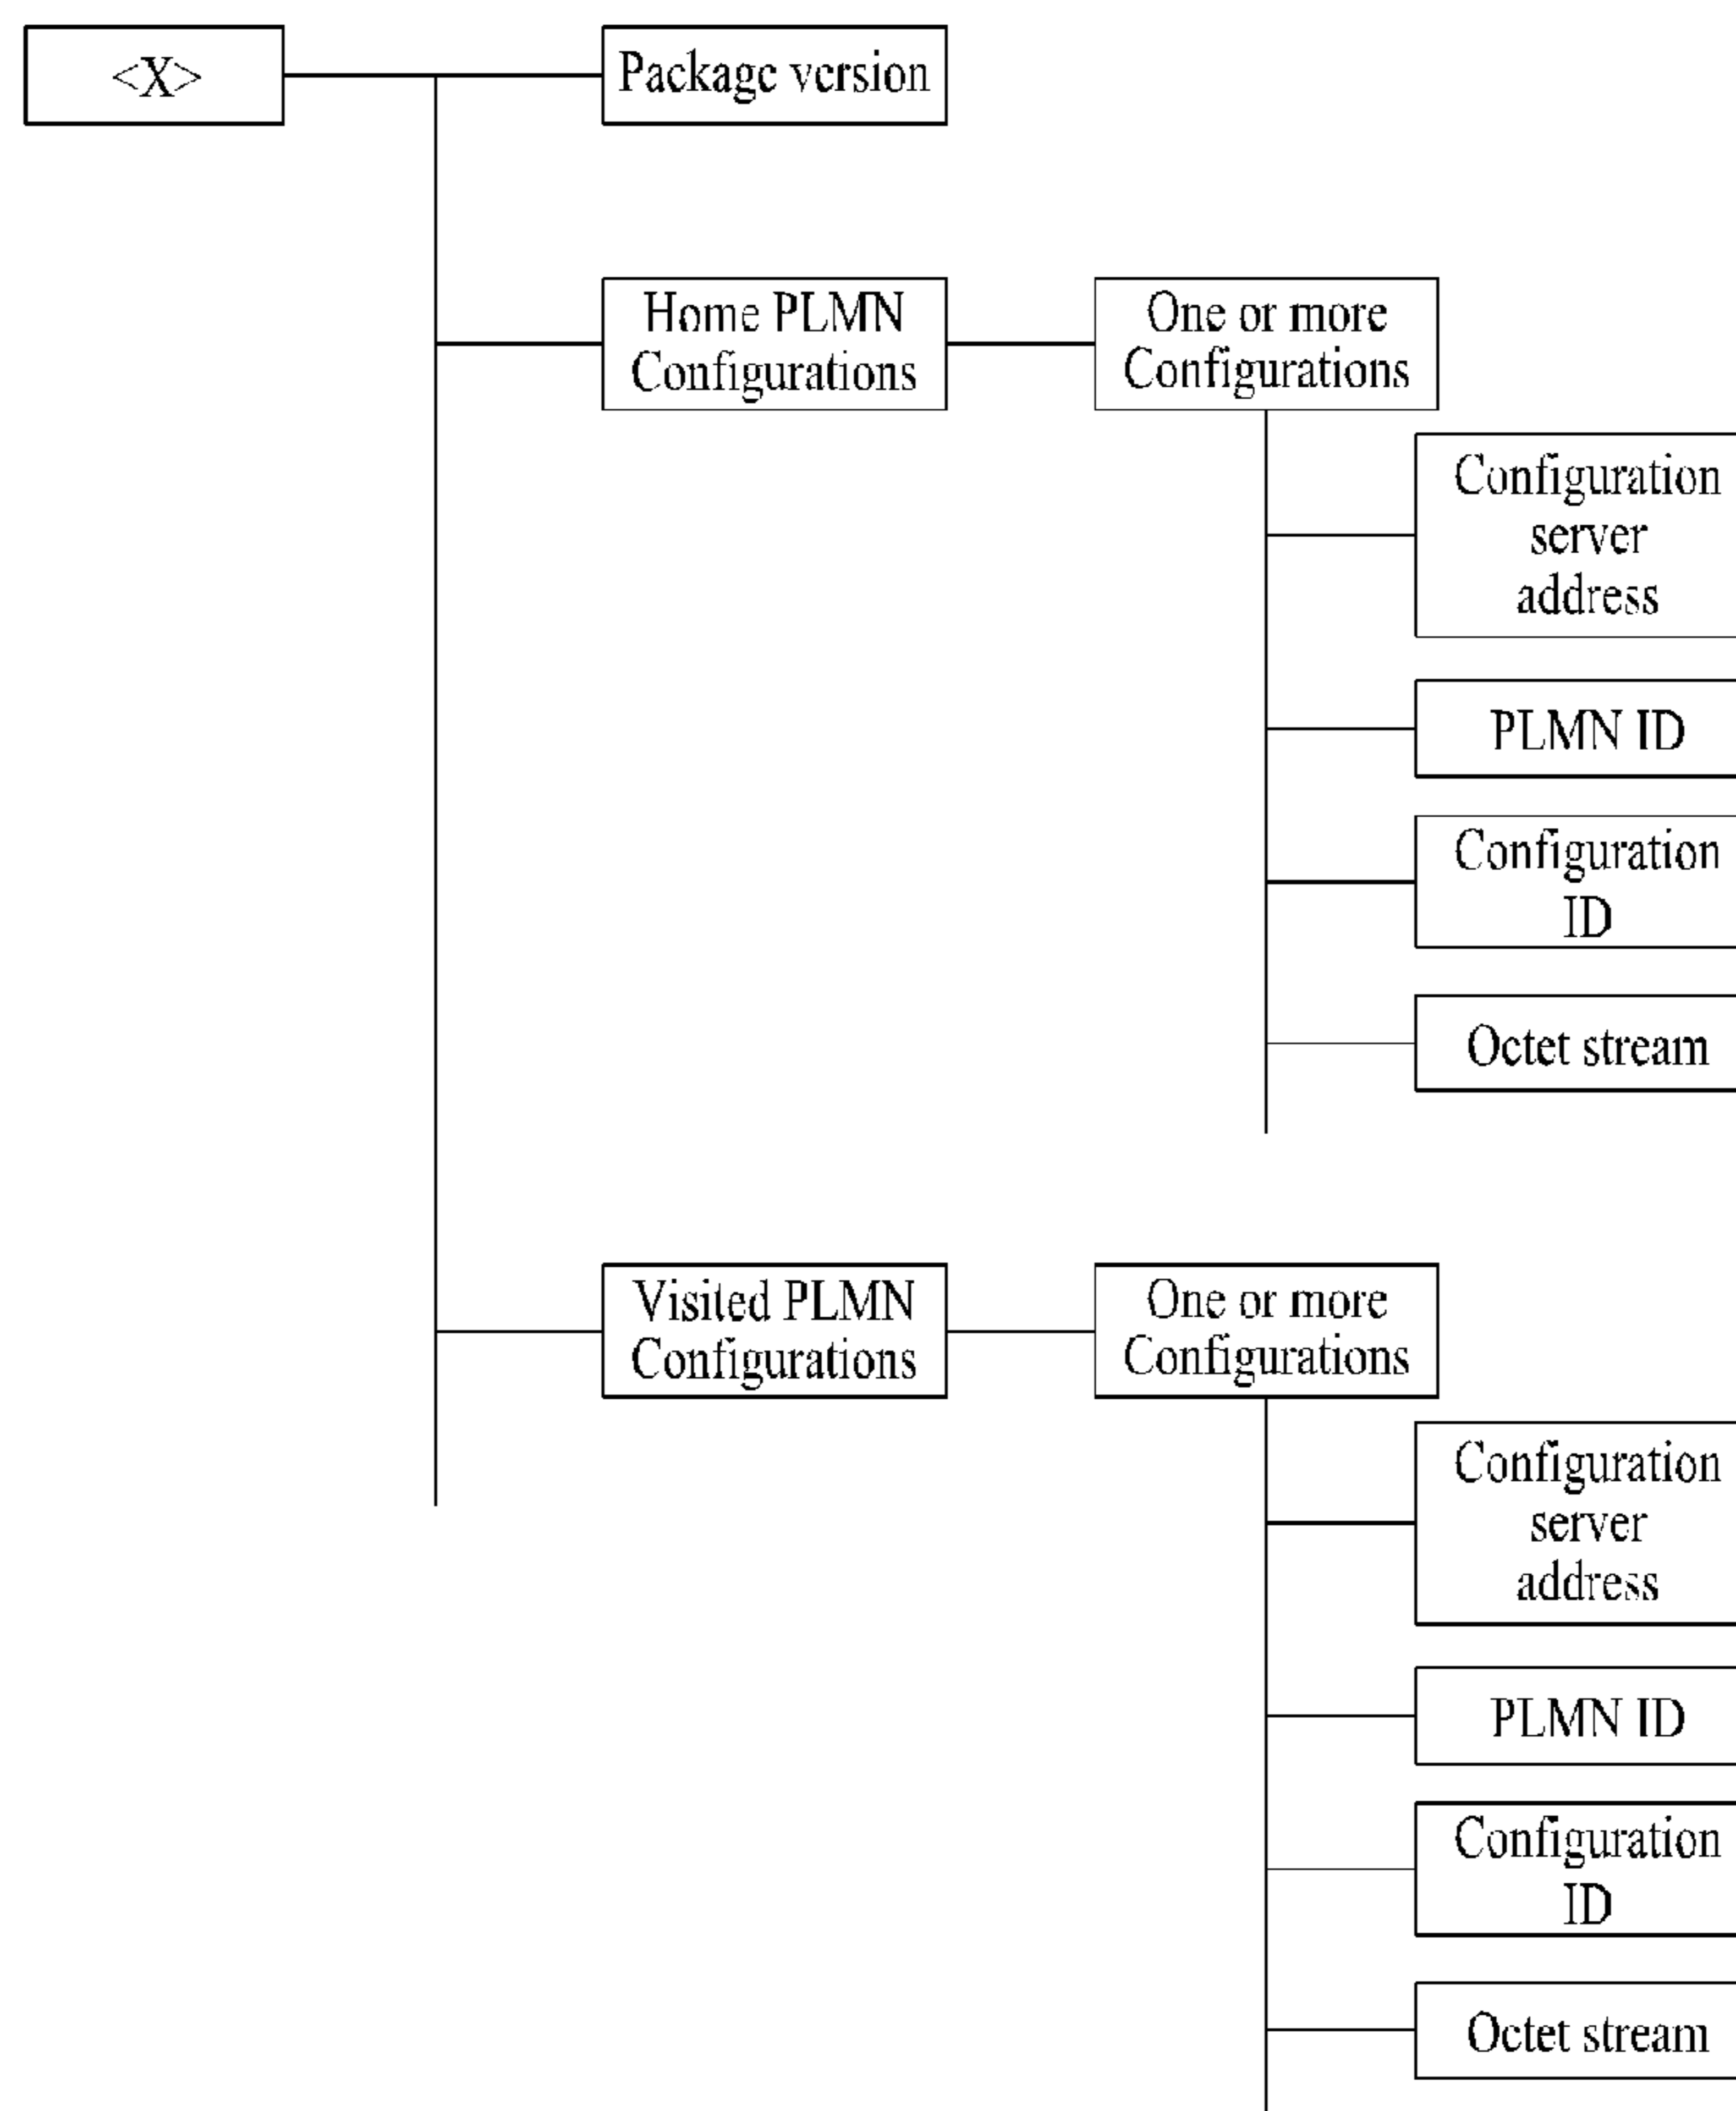 <X>
Package version
Home PLMN
Configurations
One or more
Configurations
Configuration
server
address
PLMN ID
Configuration
ID
Octet stream
Visited PLMN
Configurations
One or more
Configurations
Configuration
server
address
PLMN ID
Configuration
ID
Octet stream